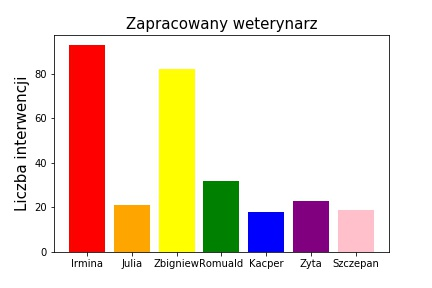 Zapracowany weterynarz
Liczba interwencji
80
60
40
20
0
Irmina Julia Zbigniew Romuald Kacper Zyta Szczepan